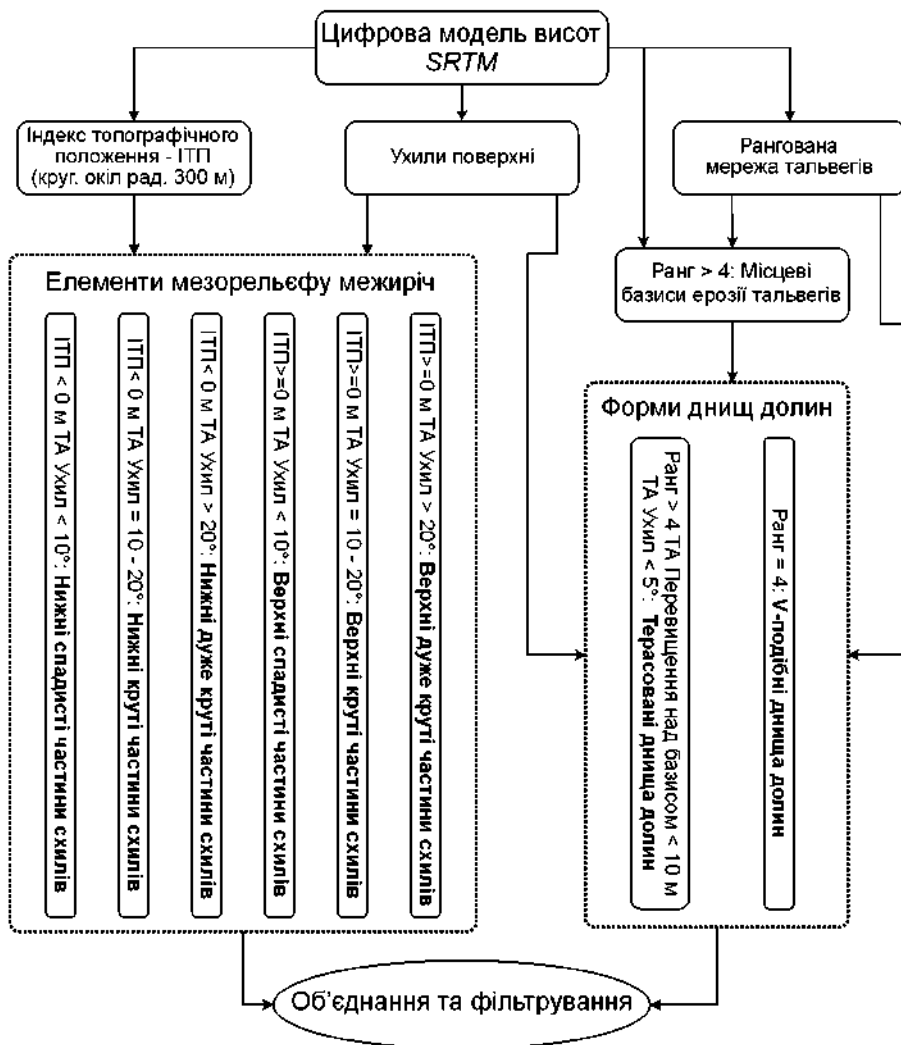 Цифрова модель висот
SRTM
Індекс топографічного
положення - ІТП
(круг. окіл рад. 300 м)
Ухили поверхні
Рангована
мережа тальвегів
Ранг > 4: Місцеві
базиси ерозії тальвегів
Елементи мезорельєфу межиріч
ІТП < 0 м ТА Ухил < 10°: Нижні спадисті частини схилів
ІТП< 0 м ТА Ухил = 10 - 20°: Нижні круті частини схилів
ІТП< 0 м ТА Ухил > 20°: Нижні дуже круті частини схилів
ІТП>=0 м ТА Ухил < 10°: Верхні спадисті частини схилів
ІТП>=0 м ТА Ухил = 10 - 20°: Верхні круті частини схилів
ІТП>=0 м ТА Ухил > 20°: Верхні дуже круті частини схилів
Форми днищ долин
Ранг > 4 ТА Перевищення над базисом < 10 м
ТА Ухил < 5°: Терасовані днища долин
Ранг = 4: V-подібні днища долин
Об’єднання та фільтрування